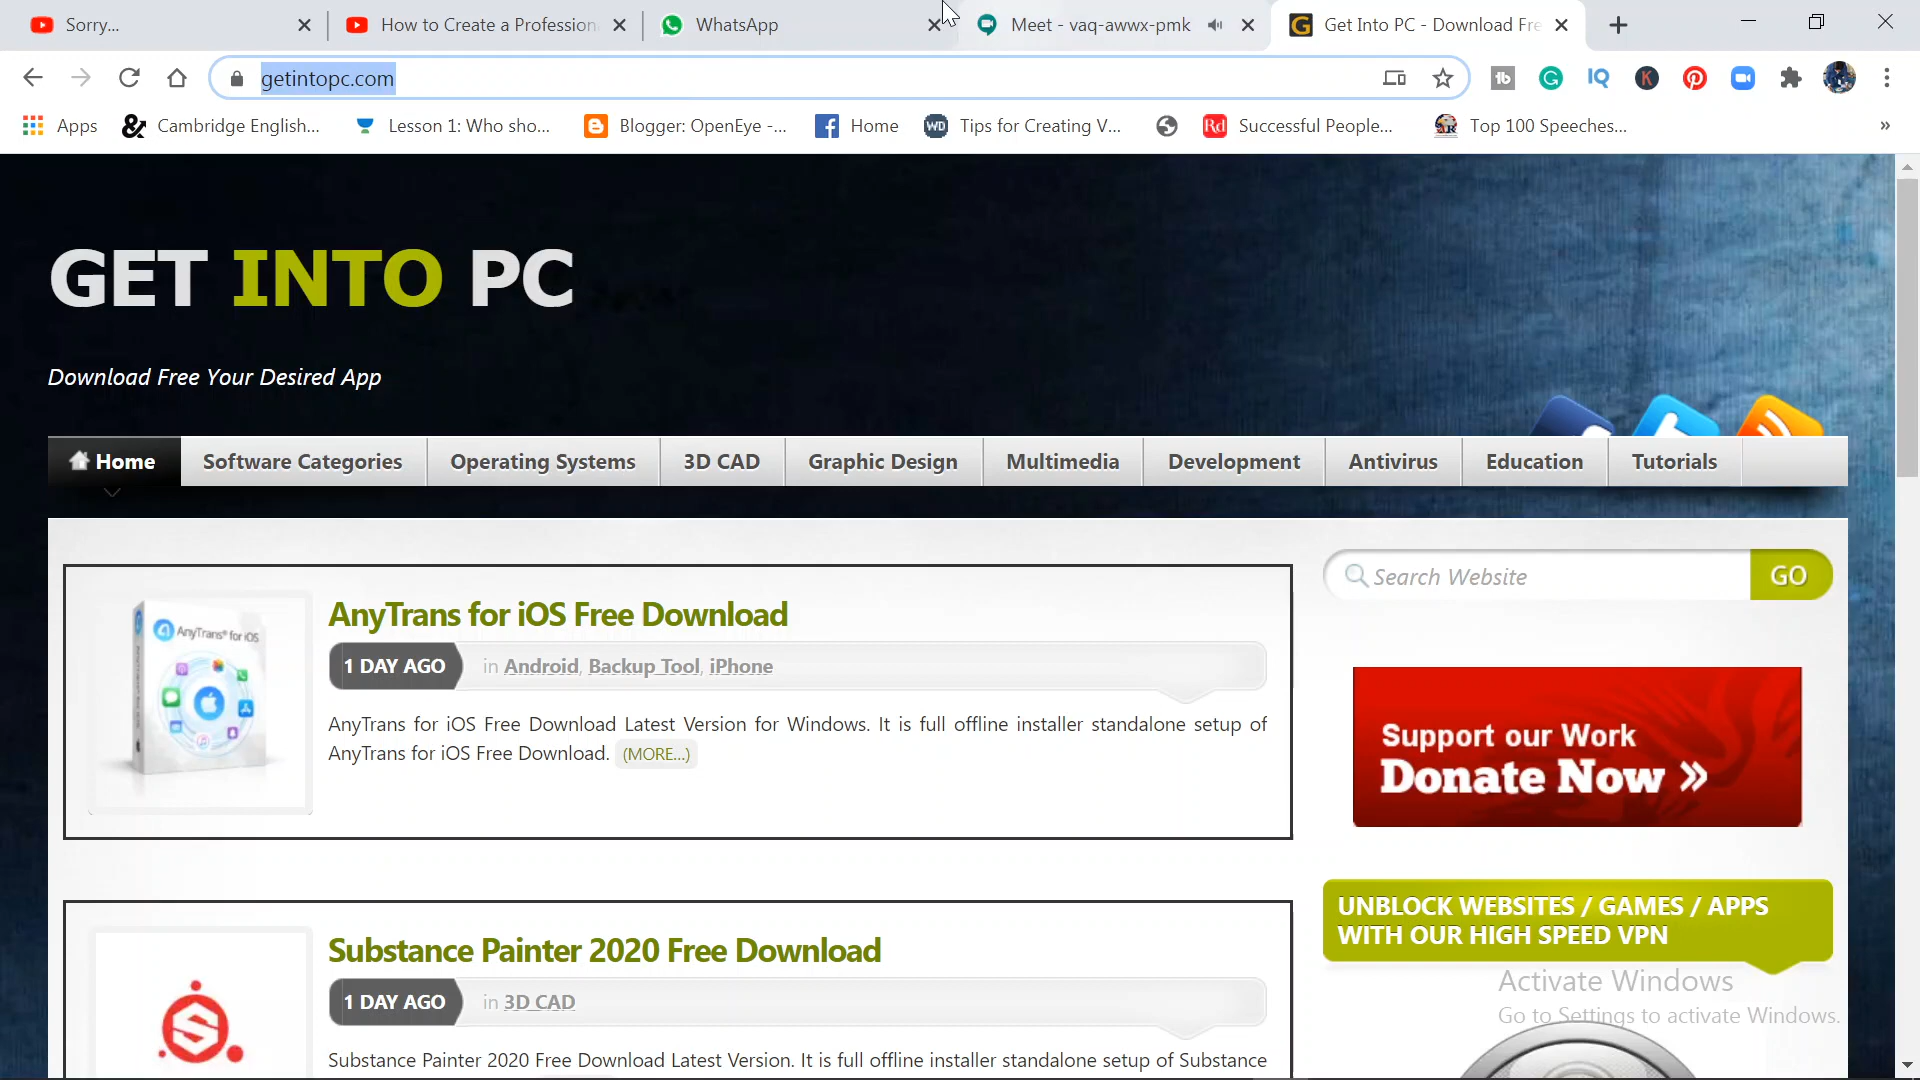 Sorry...
How to Create a Profession
WhatsApp
Meet - vaq-awwx-pmk
Get Into PC - Download Fre
getintopc.com
Apps
Cambridge English...
Lesson 1: Who sho...
Blogger: OpenEye -...
Home
WD
Tips for Creating V...
Rd
Successful People...
Top 100 Speeches...
GET INTO PC
Download Free Your Desired App
Home
Software Categories
Operating Systems
3D CAD
Graphic Design
Multimedia
Development
Antivirus
Education
Tutorials
AnyTrans for iOS Free Download
AnyTrans® for iOS
1 DAY AGO
in Android, Backup Tool, iPhone
AnyTrans for iOS Free Download Latest Version for Windows. It is full offline installer standalone setup of
AnyTrans for iOS Free Download. (MORE...)
Search Website
GO
Support our Work
Donate Now »
Substance Painter 2020 Free Download
1 DAY AGO
in 3D CAD
Substance Painter 2020 Free Download Latest Version. It is full offline installer standalone setup of Substance
UNBLOCK WEBSITES / GAMES / APPS
WITH OUR HIGH SPEED VPN
Activate Windows
Go to Settings to activate Windows.